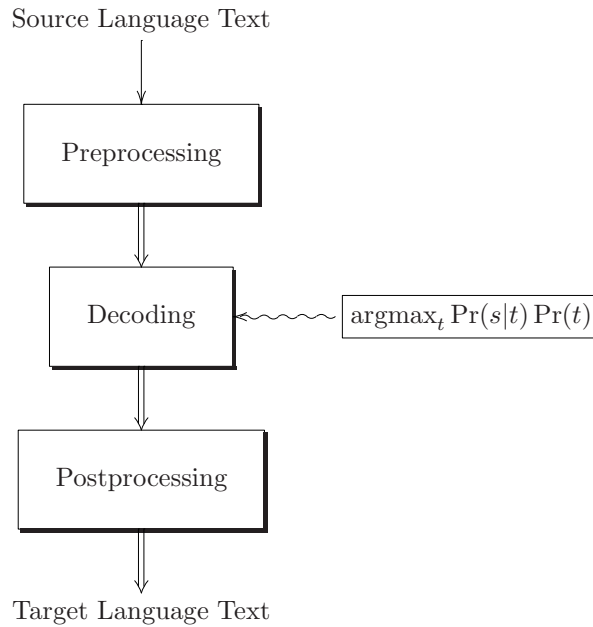 Source Language Text
Preprocessing
Decoding
argmax_t Pr(s|t) Pr(t)
Postprocessing
Target Language Text